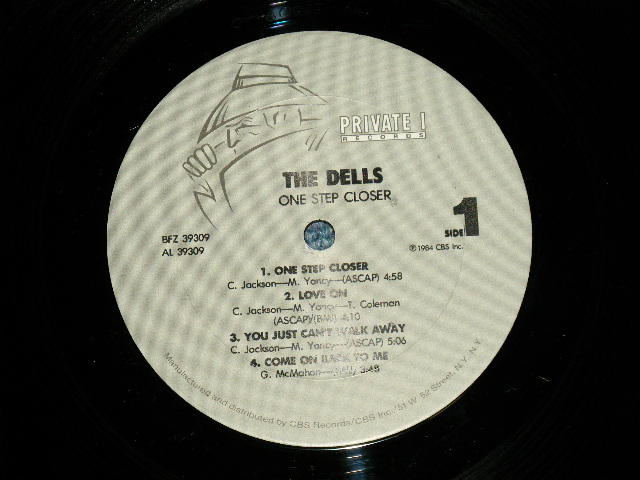 PRIVATE I
RECORDS
THE DELLS
ONE STEP CLOSER
SIDE 1
BFZ 39309
AL 39309
℗ 1984 CBS Inc.
1. ONE STEP CLOSER
C. Jackson—M. Yancy—(ASCAP) 4:58
2. LOVE ON
C. Jackson—M. Yancy—T. Coleman
(ASCAP)/(BMI) 4:10
3. YOU JUST CAN'T WALK AWAY
C. Jackson—M. Yancy—(ASCAP) 5:06
4. COME ON BACK TO ME
G. McMahon— 3:48
Manufactured and distributed by CBS Records/CBS Inc./51 W 52 Street, N.Y., N.Y.